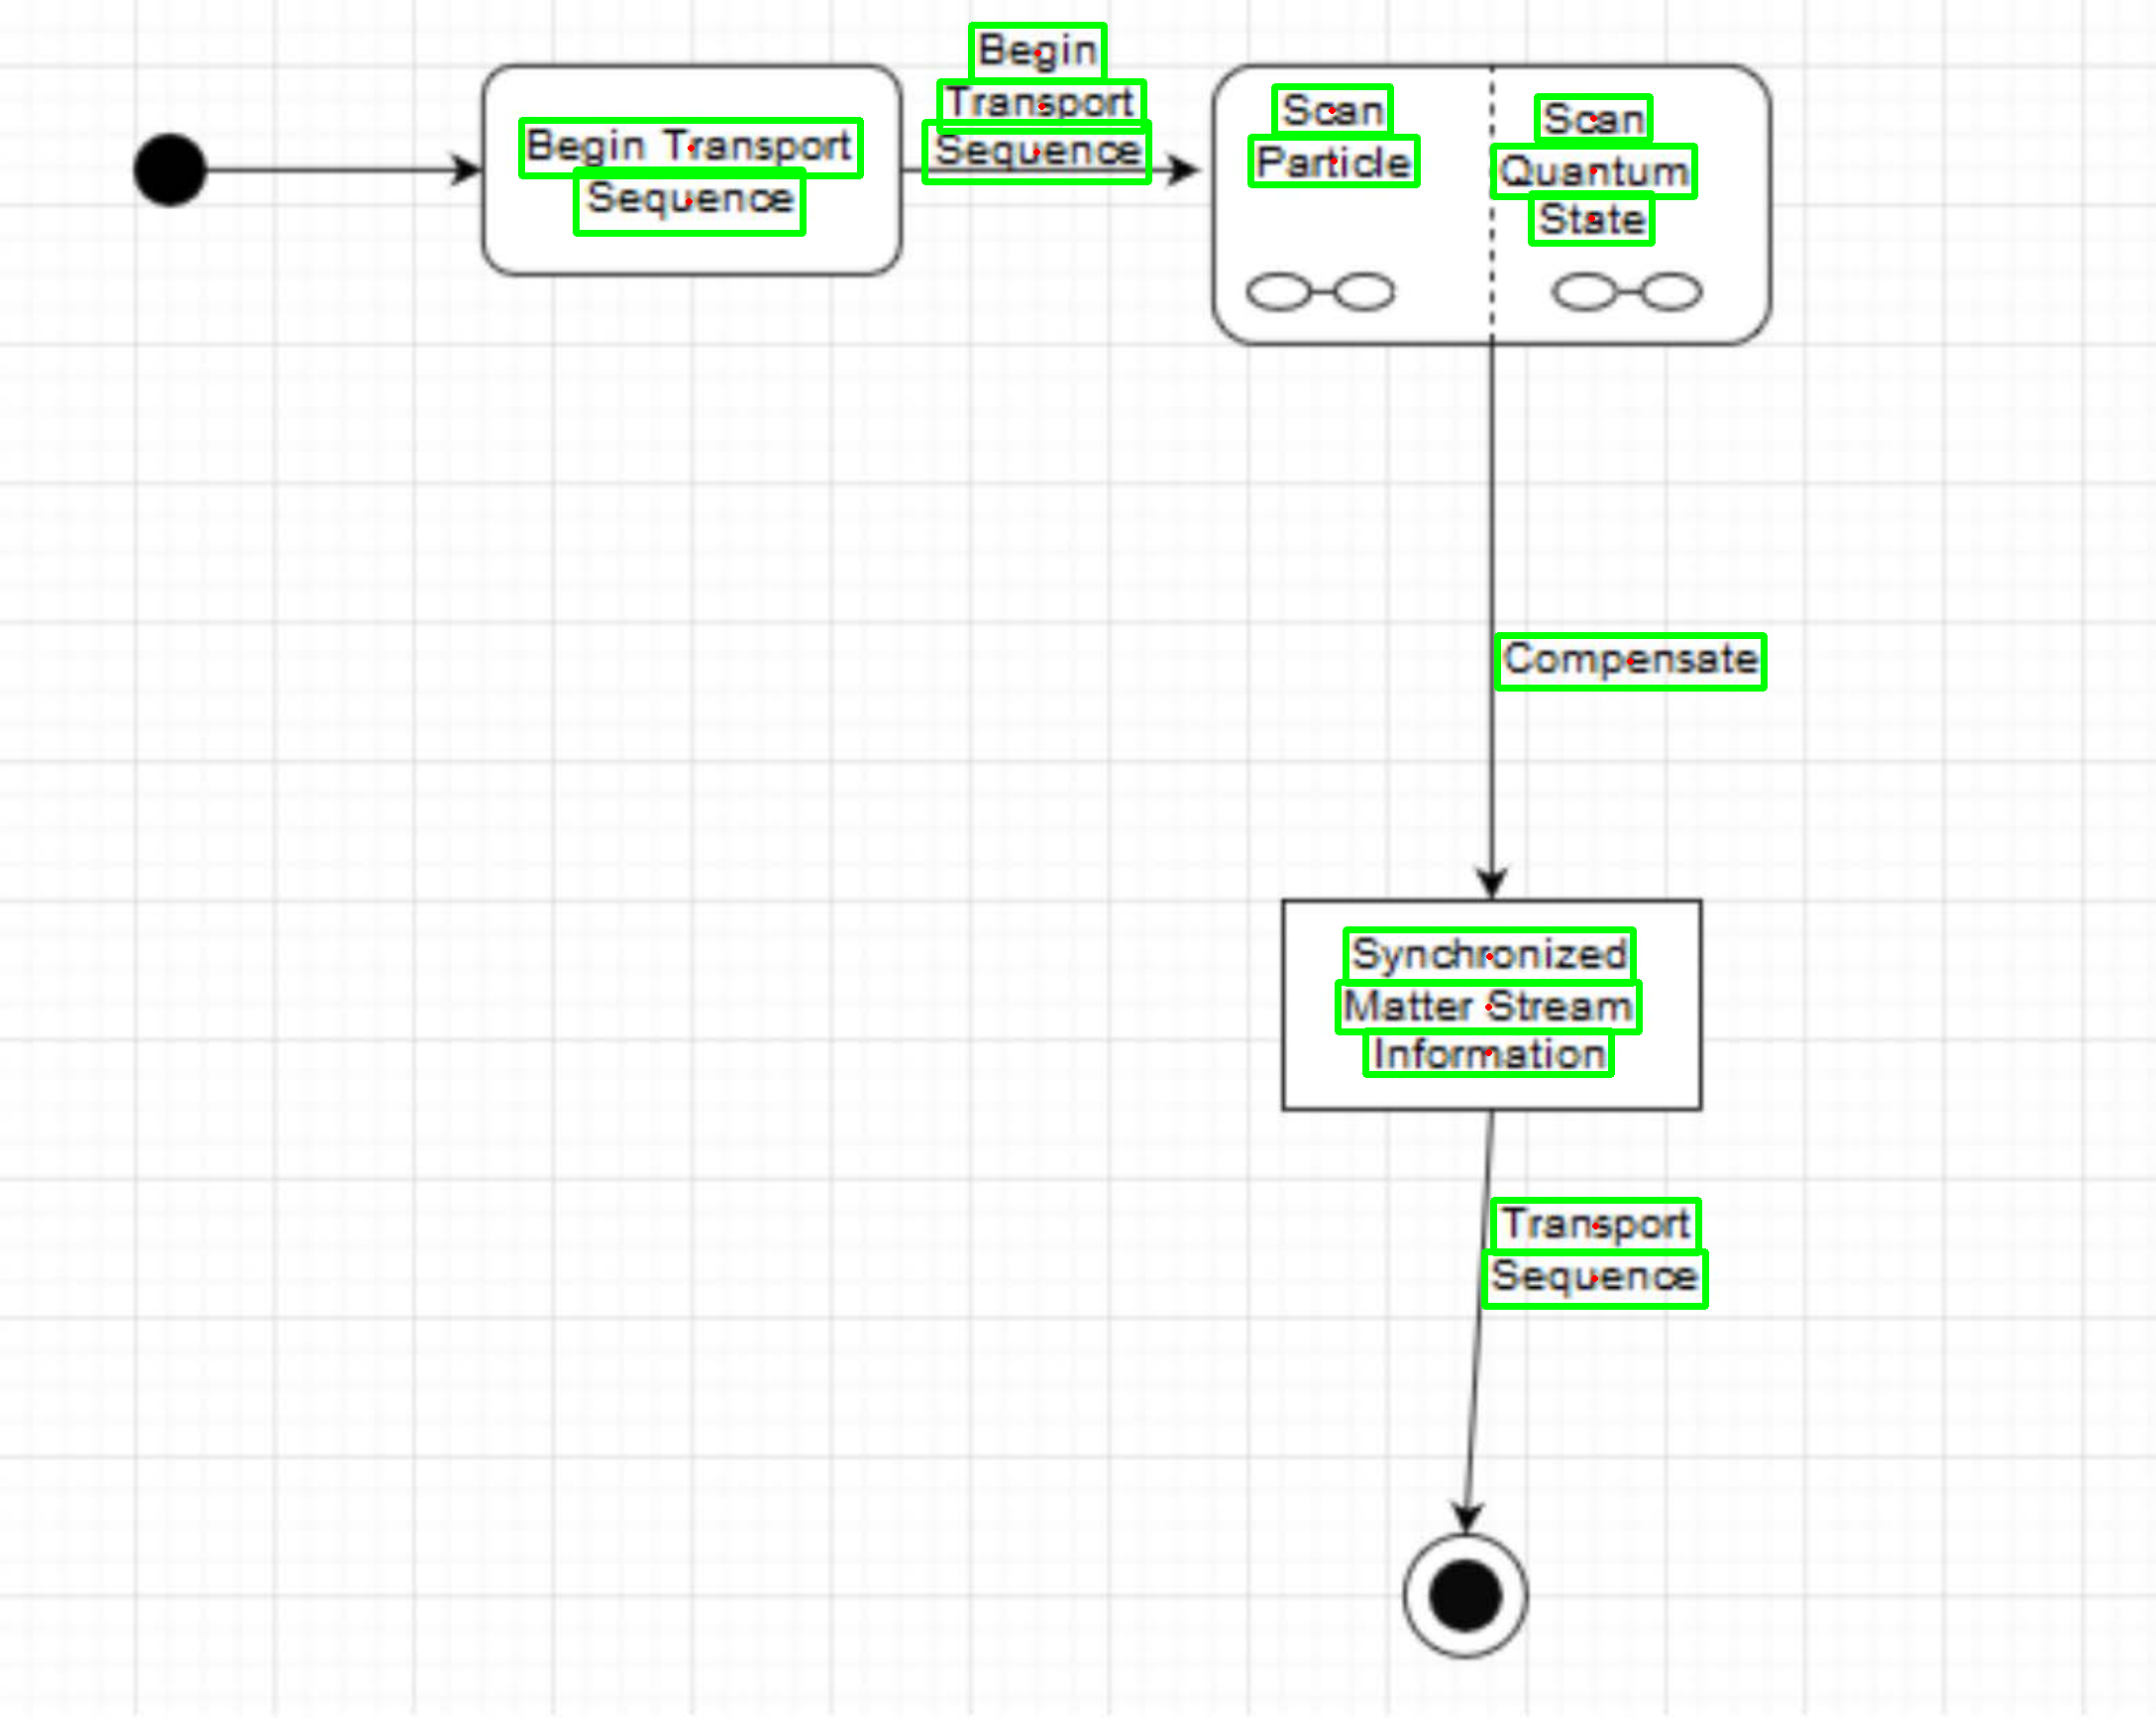 Begin Transport
Sequence
Begin
Transport
Sequence
Scan
Particle
Scan
Quantum
State
Compensate
Synchronized
Matter Stream
Information
Transport
Sequence